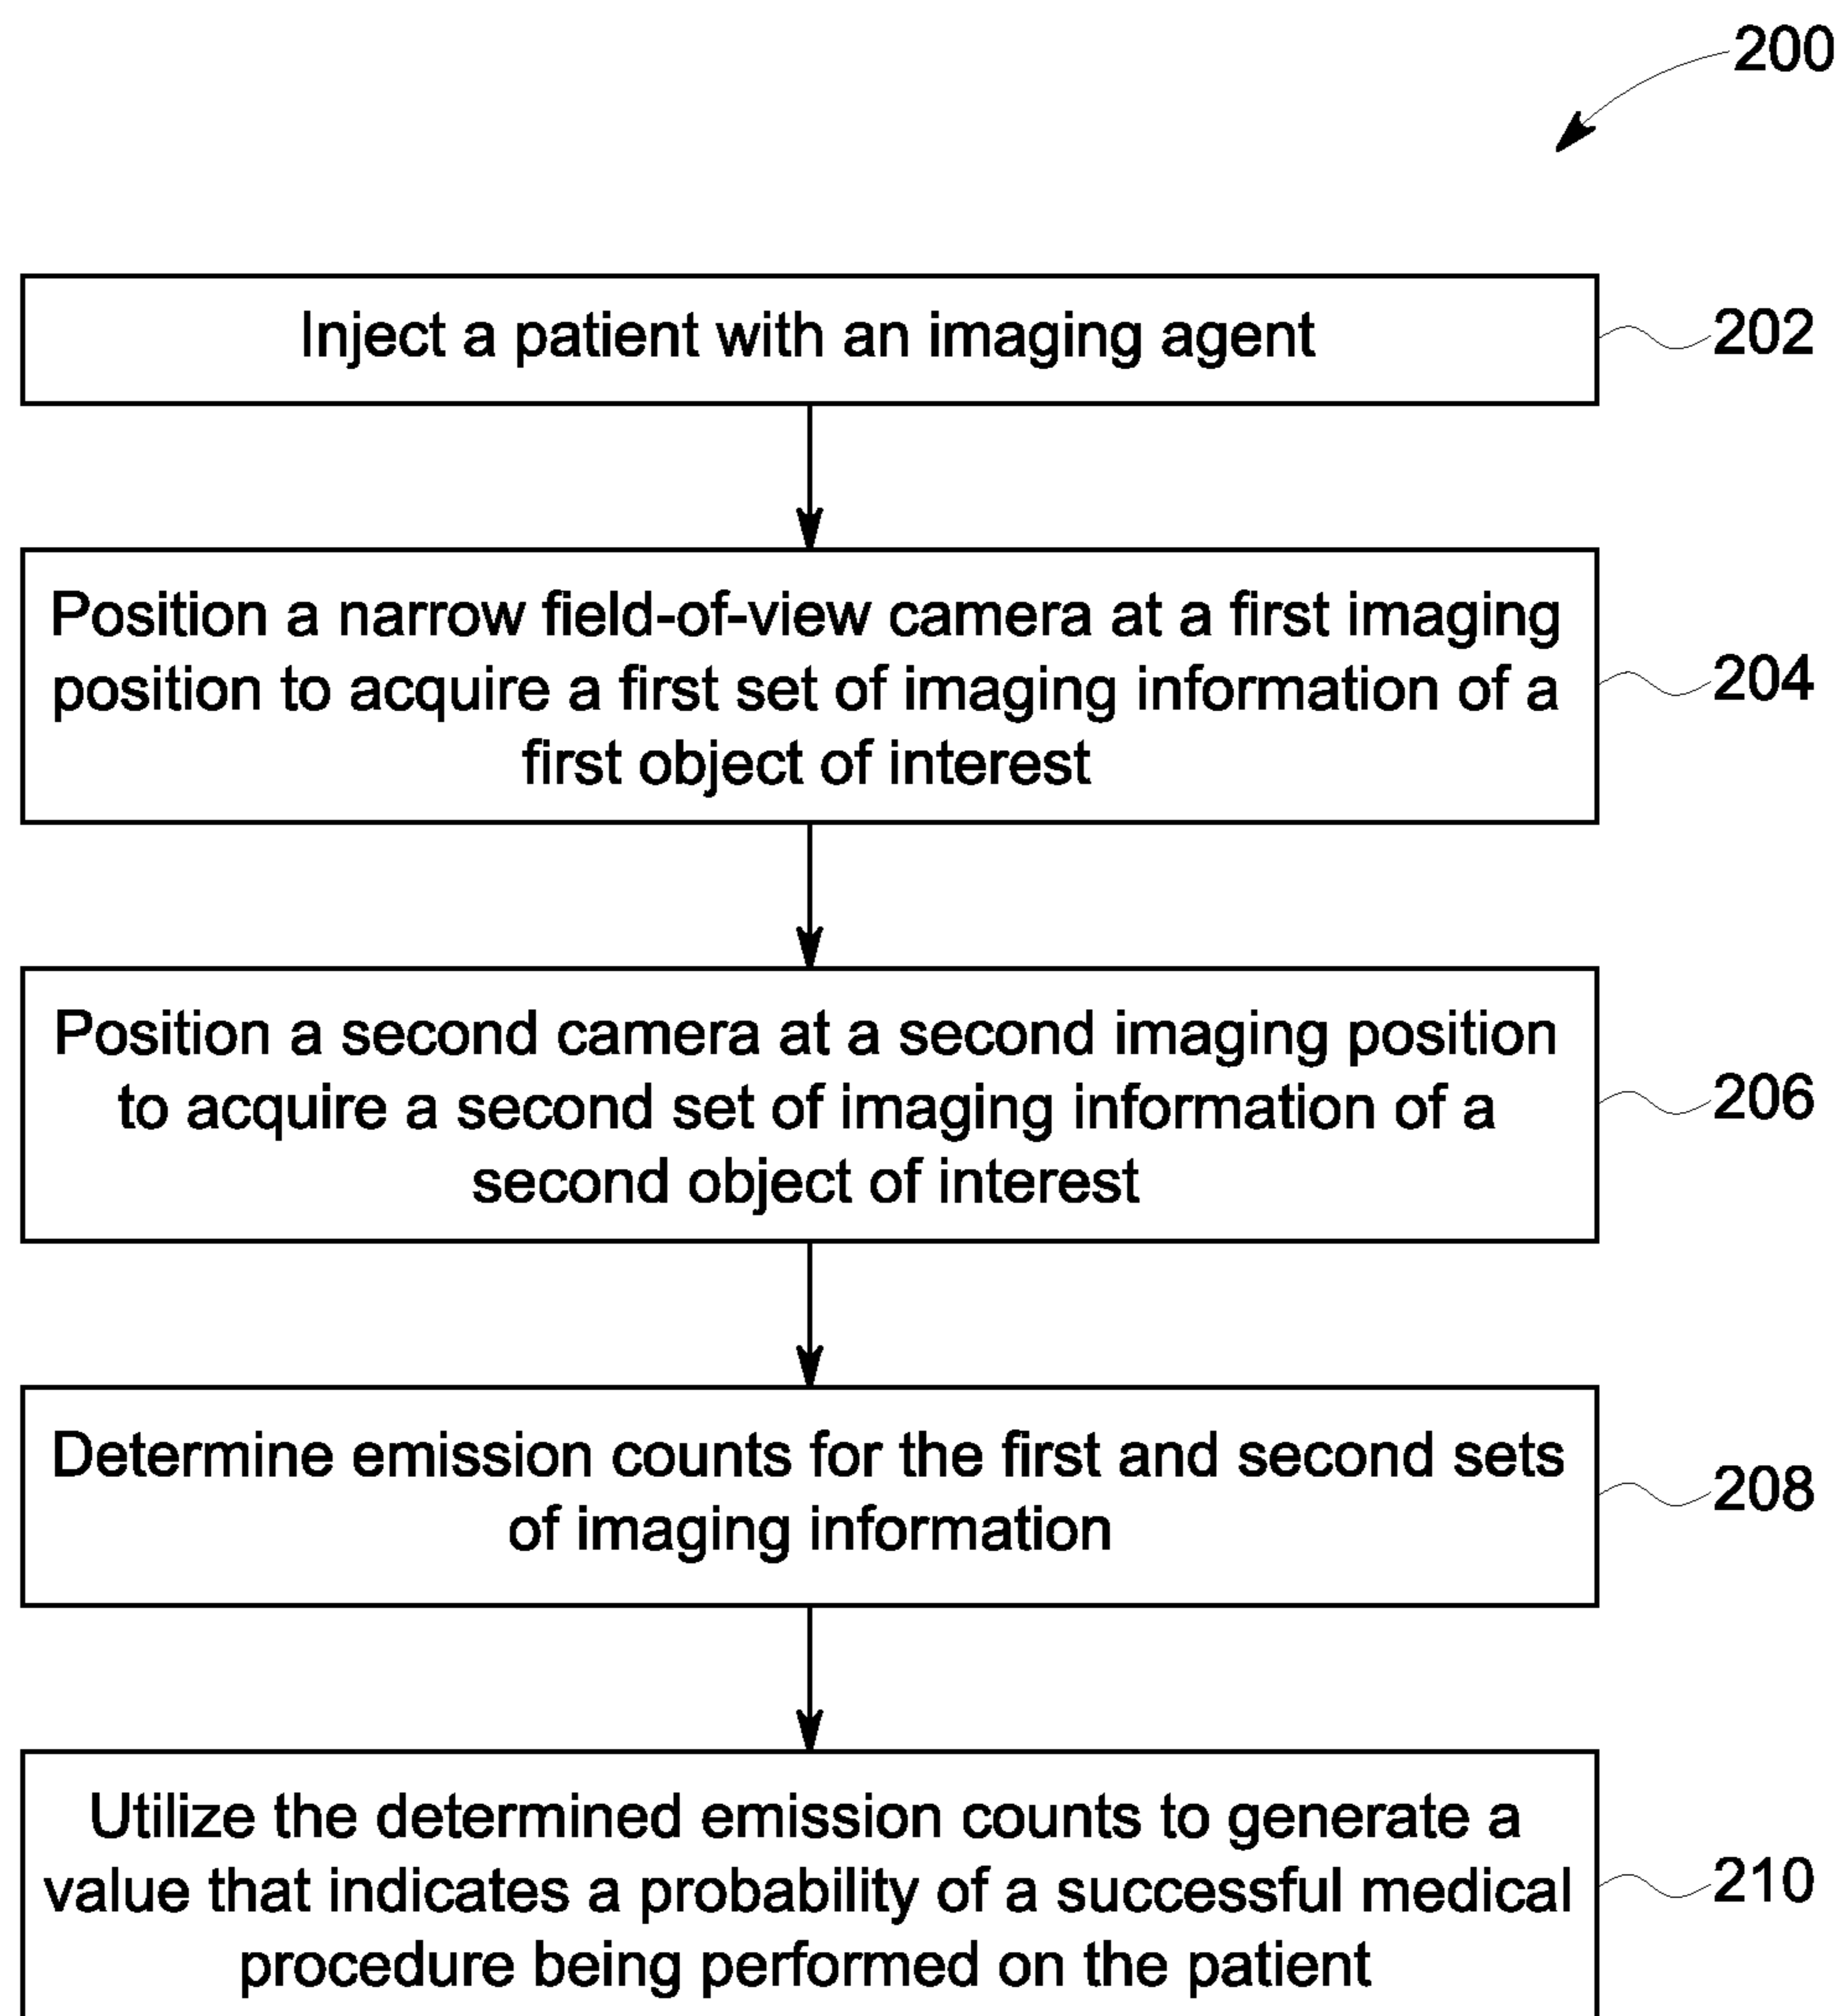 200
Inject a patient with an imaging agent
202
Position a narrow field-of-view camera at a first imaging
position to acquire a first set of imaging information of a
first object of interest
204
Position a second camera at a second imaging position
to acquire a second set of imaging information of a
second object of interest
206
Determine emission counts for the first and second sets
of imaging information
208
Utilize the determined emission counts to generate a
value that indicates a probability of a successful medical
procedure being performed on the patient
210